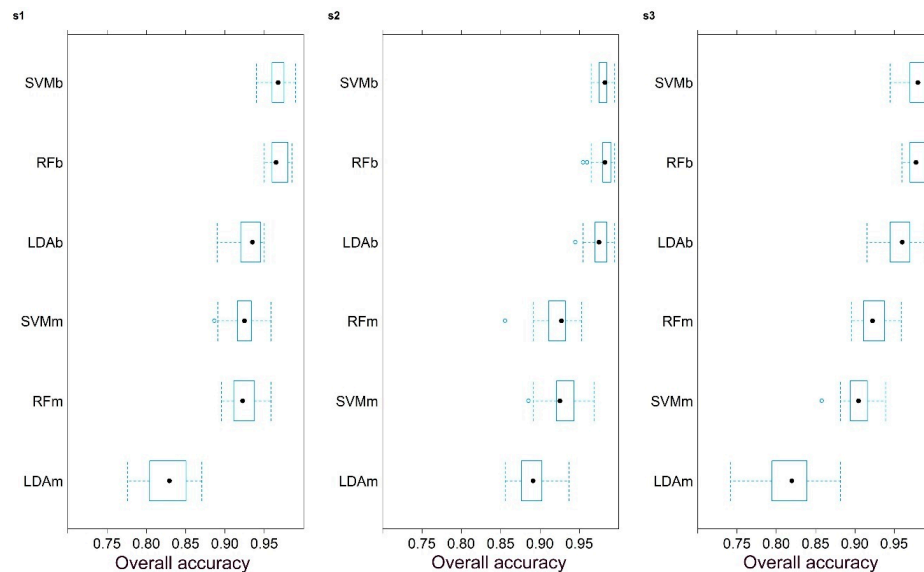 s1
SVMb
RFb
LDAb
SVMm
RFm
LDAm
0.75 0.80 0.85 0.90 0.95
Overall accuracy
s2
SVMb
RFb
LDAb
RFm
SVMm
LDAm
0.75 0.80 0.85 0.90 0.95
Overall accuracy
s3
SVMb
RFb
LDAb
RFm
SVMm
LDAm
0.75 0.80 0.85 0.90 0.95
Overall accuracy